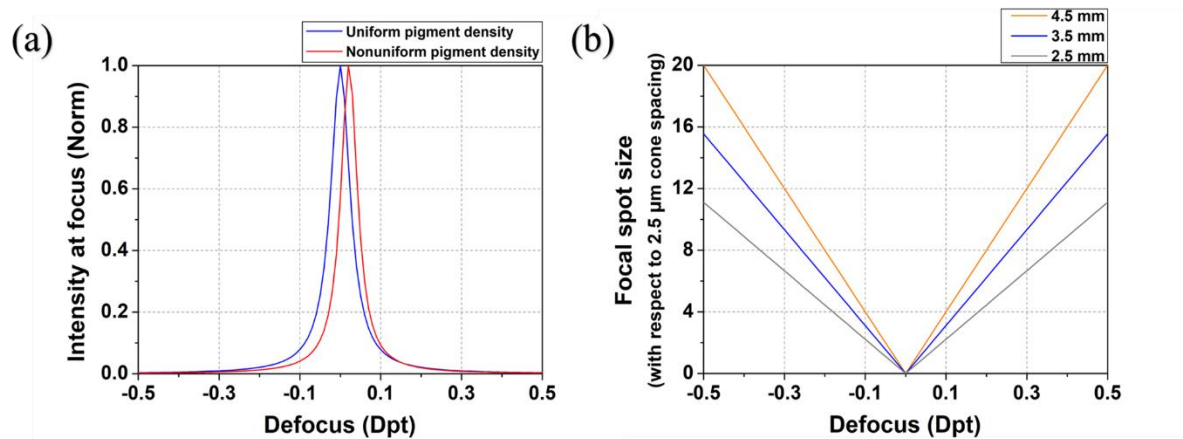 (a)
Uniform pigment density
Nonuniform pigment density
Intensity at focus (Norm)
1.0
0.8
0.6
0.4
0.2
0.0
-0.5
-0.3
-0.1
0.1
0.3
0.5
Defocus (Dpt)
(b)
4.5 mm
3.5 mm
2.5 mm
Focal spot size
(with respect to 2.5 µm cone spacing)
20
16
12
8
4
0
-0.5
-0.3
-0.1
0.1
0.3
0.5
Defocus (Dpt)